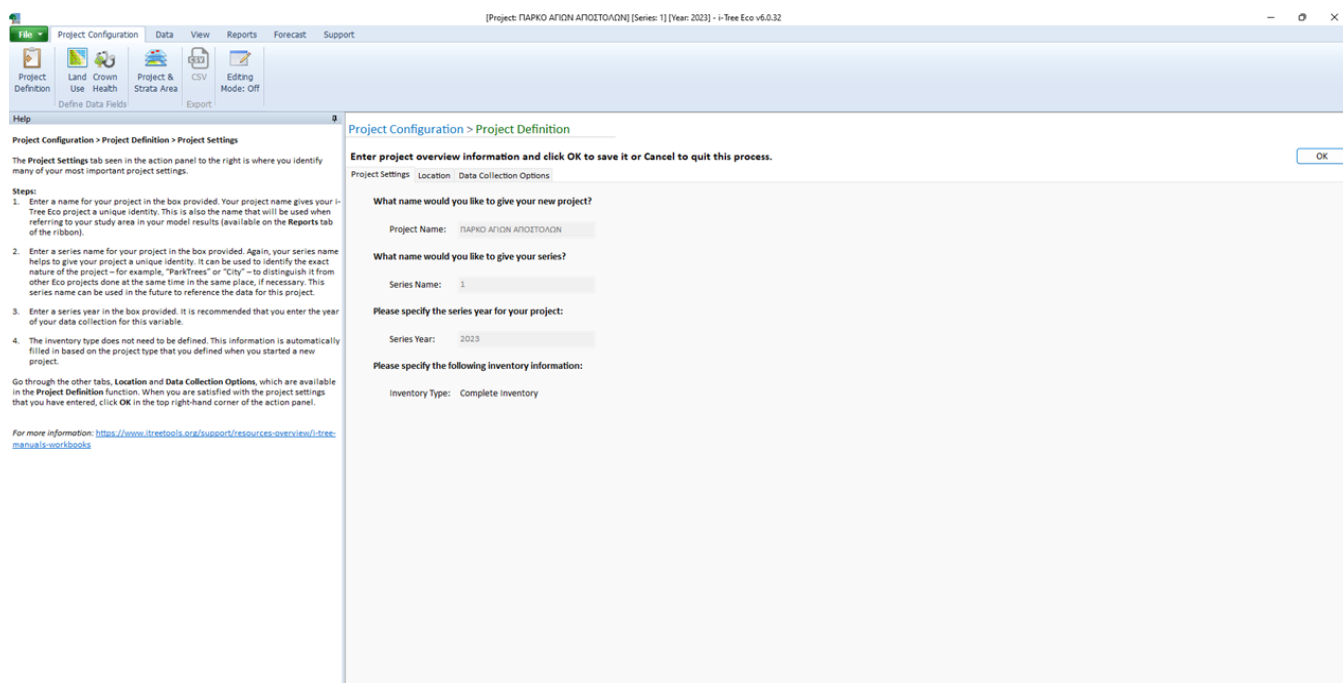 [Project: ΠΑΡΚΟ ΑΓΙΩΝ ΑΠΟΣΤΟΛΩΝ] [Series: 1] [Year: 2023] - i-Tree Eco v6.0.32
File Project Configuration Data View Reports Forecast Support
Project Definition
Land Use
Crown Health
Project & Strata Area
CSV
CSV
Editing Mode: Off
Define Data Fields
Export
Help
Project Configuration > Project Definition > Project Settings
The Project Settings tab seen in the action panel to the right is where you identify
many of your most important project settings.
Steps:
1. Enter a name for your project in the box provided. Your project name gives your i-
Tree Eco project a unique identity. This is also the name that will be used when
referring to your study area in your model results (available on the Reports tab
of the ribbon).
2. Enter a series name for your project in the box provided. Again, your series name
helps to give your project a unique identity. It can be used to identify the exact
nature of the project – for example, "ParkTrees" or "City" – to distinguish it from
other Eco projects done at the same time in the same place, if necessary. This
series name can be used in the future to reference the data for this project.
3. Enter a series year in the box provided. It is recommended that you enter the year
of your data collection for this variable.
4. The inventory type does not need to be defined. This information is automatically
filled in based on the project type that you defined when you started a new
project.
Go through the other tabs, Location and Data Collection Options, which are available
in the Project Definition function. When you are satisfied with the project settings
that you have entered, click OK in the top right-hand corner of the action panel.
For more information: https://www.itreetools.org/support/resources-overview/i-tree-
manuals-workbooks
Project Configuration > Project Definition
Enter project overview information and click OK to save it or Cancel to quit this process.
OK
Project Settings Location Data Collection Options
What name would you like to give your new project?
Project Name: ΠΑΡΚΟ ΑΓΙΩΝ ΑΠΟΣΤΟΛΩΝ
What name would you like to give your series?
Series Name: 1
Please specify the series year for your project:
Series Year: 2023
Please specify the following inventory information:
Inventory Type: Complete Inventory